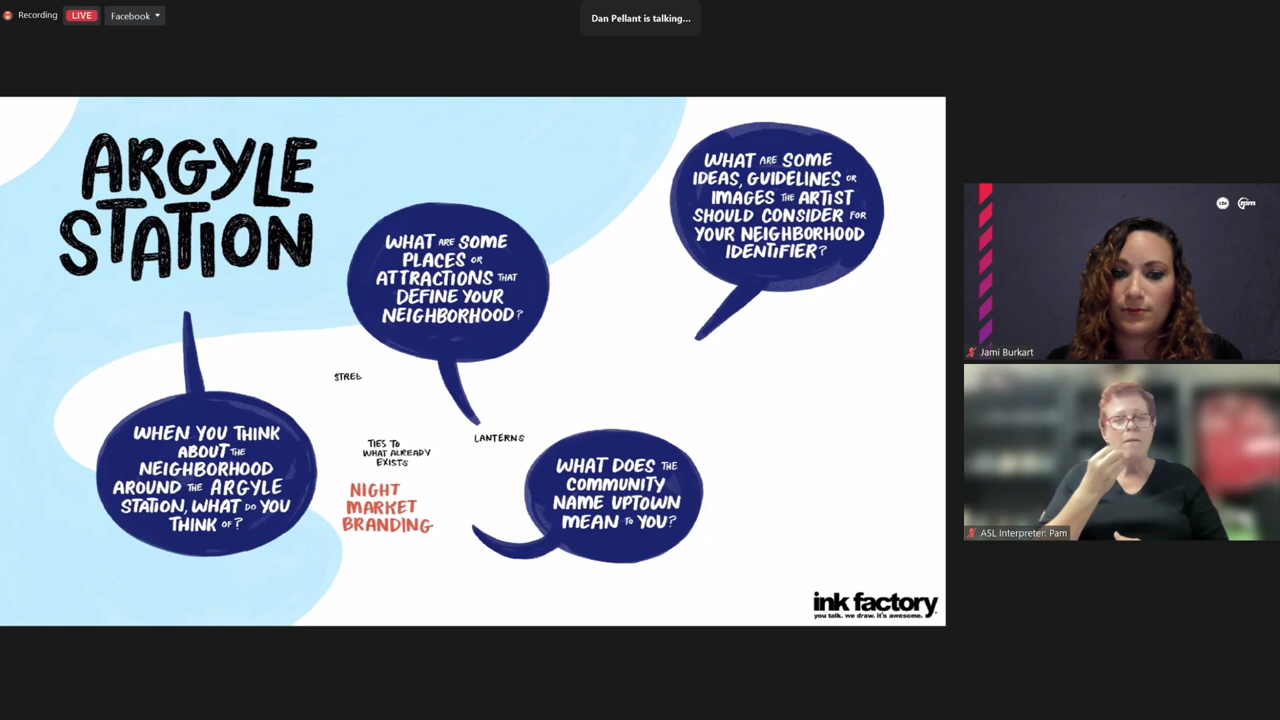 Recording
LIVE
Facebook
Dan Pellant is talking...
ARGYLE
STATION
WHAT ARE SOME
PLACES OR
ATTRACTIONS THAT
DEFINE YOUR
NEIGHBORHOOD?
WHAT ARE SOME
IDEAS, GUIDELINES OR
IMAGES THE ARTIST
SHOULD CONSIDER FOR
YOUR NEIGHBORHOOD
IDENTIFIER?
WHEN YOU THINK
ABOUT THE
NEIGHBORHOOD
AROUND THE ARGYLE
STATION, WHAT DO YOU
THINK OF?
STREE
TIES TO
WHAT ALREADY
EXISTS
LANTERNS
NIGHT
MARKET
BRANDING
WHAT DOES THE
COMMUNITY
NAME UPTOWN
MEAN TO YOU?
ink factory
you talk. we draw. it's awesome.
cta
rpm
Jami Burkart
ASL Interpreter: Pam